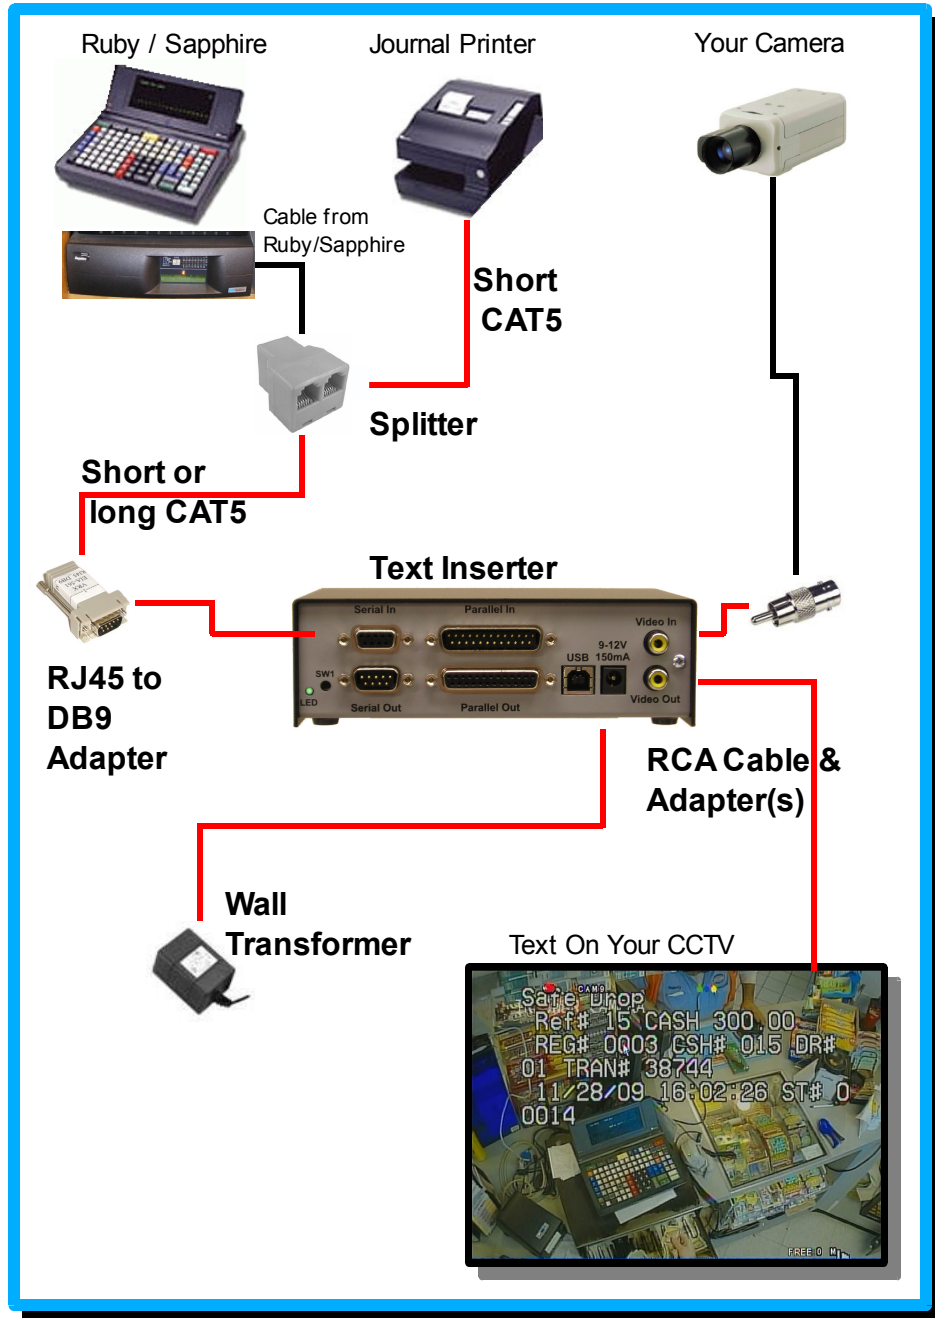 Ruby / Sapphire
Journal Printer
Your Camera
Cable from
Ruby/Sapphire
Short
CAT5
Splitter
Short or
long CAT5
Text Inserter
Serial In
Parallel In
Video In
9-12V
150mA
USB
SW1
LED
Serial Out
Parallel Out
Video Out
RJ45 to
DB9
Adapter
RCA Cable &
Adapter(s)
Wall
Transformer
Text On Your CCTV
CAM9
Safe Drop
Ref# 15 CASH 300.00
REG# 0003 CSH# 015 DR#
01 TRAN# 38744
11/28/09 16:02:26 ST# 0
0014
FREE:0 M